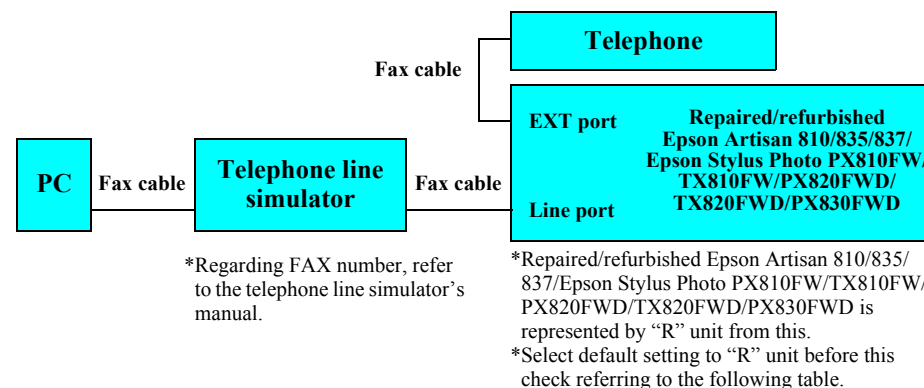 Telephone
Fax cable
EXT port
Repaired/refurbished
Epson Artisan 810/835/837/
Epson Stylus Photo PX810FW/
TX810FW/PX820FWD/
TX820FWD/PX830FWD
Line port
PC
Fax cable
Telephone line
simulator
Fax cable
*Regarding FAX number, refer
to the telephone line simulator’s
manual.
*Repaired/refurbished Epson Artisan 810/835/
837/Epson Stylus Photo PX810FW/TX810FW/
PX820FWD/TX820FWD/PX830FWD is
represented by “R” unit from this.
*Select default setting to “R” unit before this
check referring to the following table.